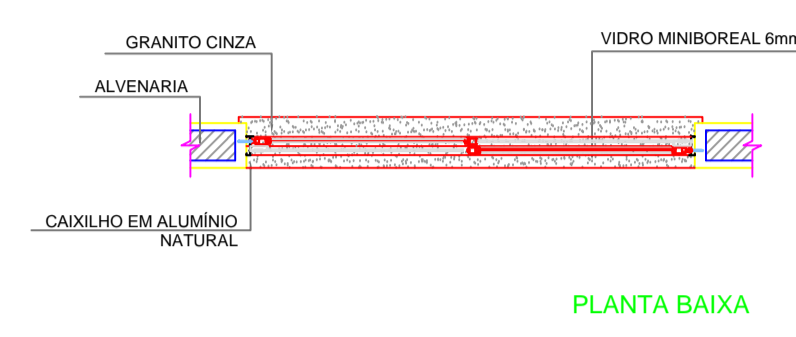 GRANITO CINZA
VIDRO MINIBOREAL 6mm
ALVENARIA
CAIXILHO EM ALUMÍNIO
NATURAL
PLANTA BAIXA